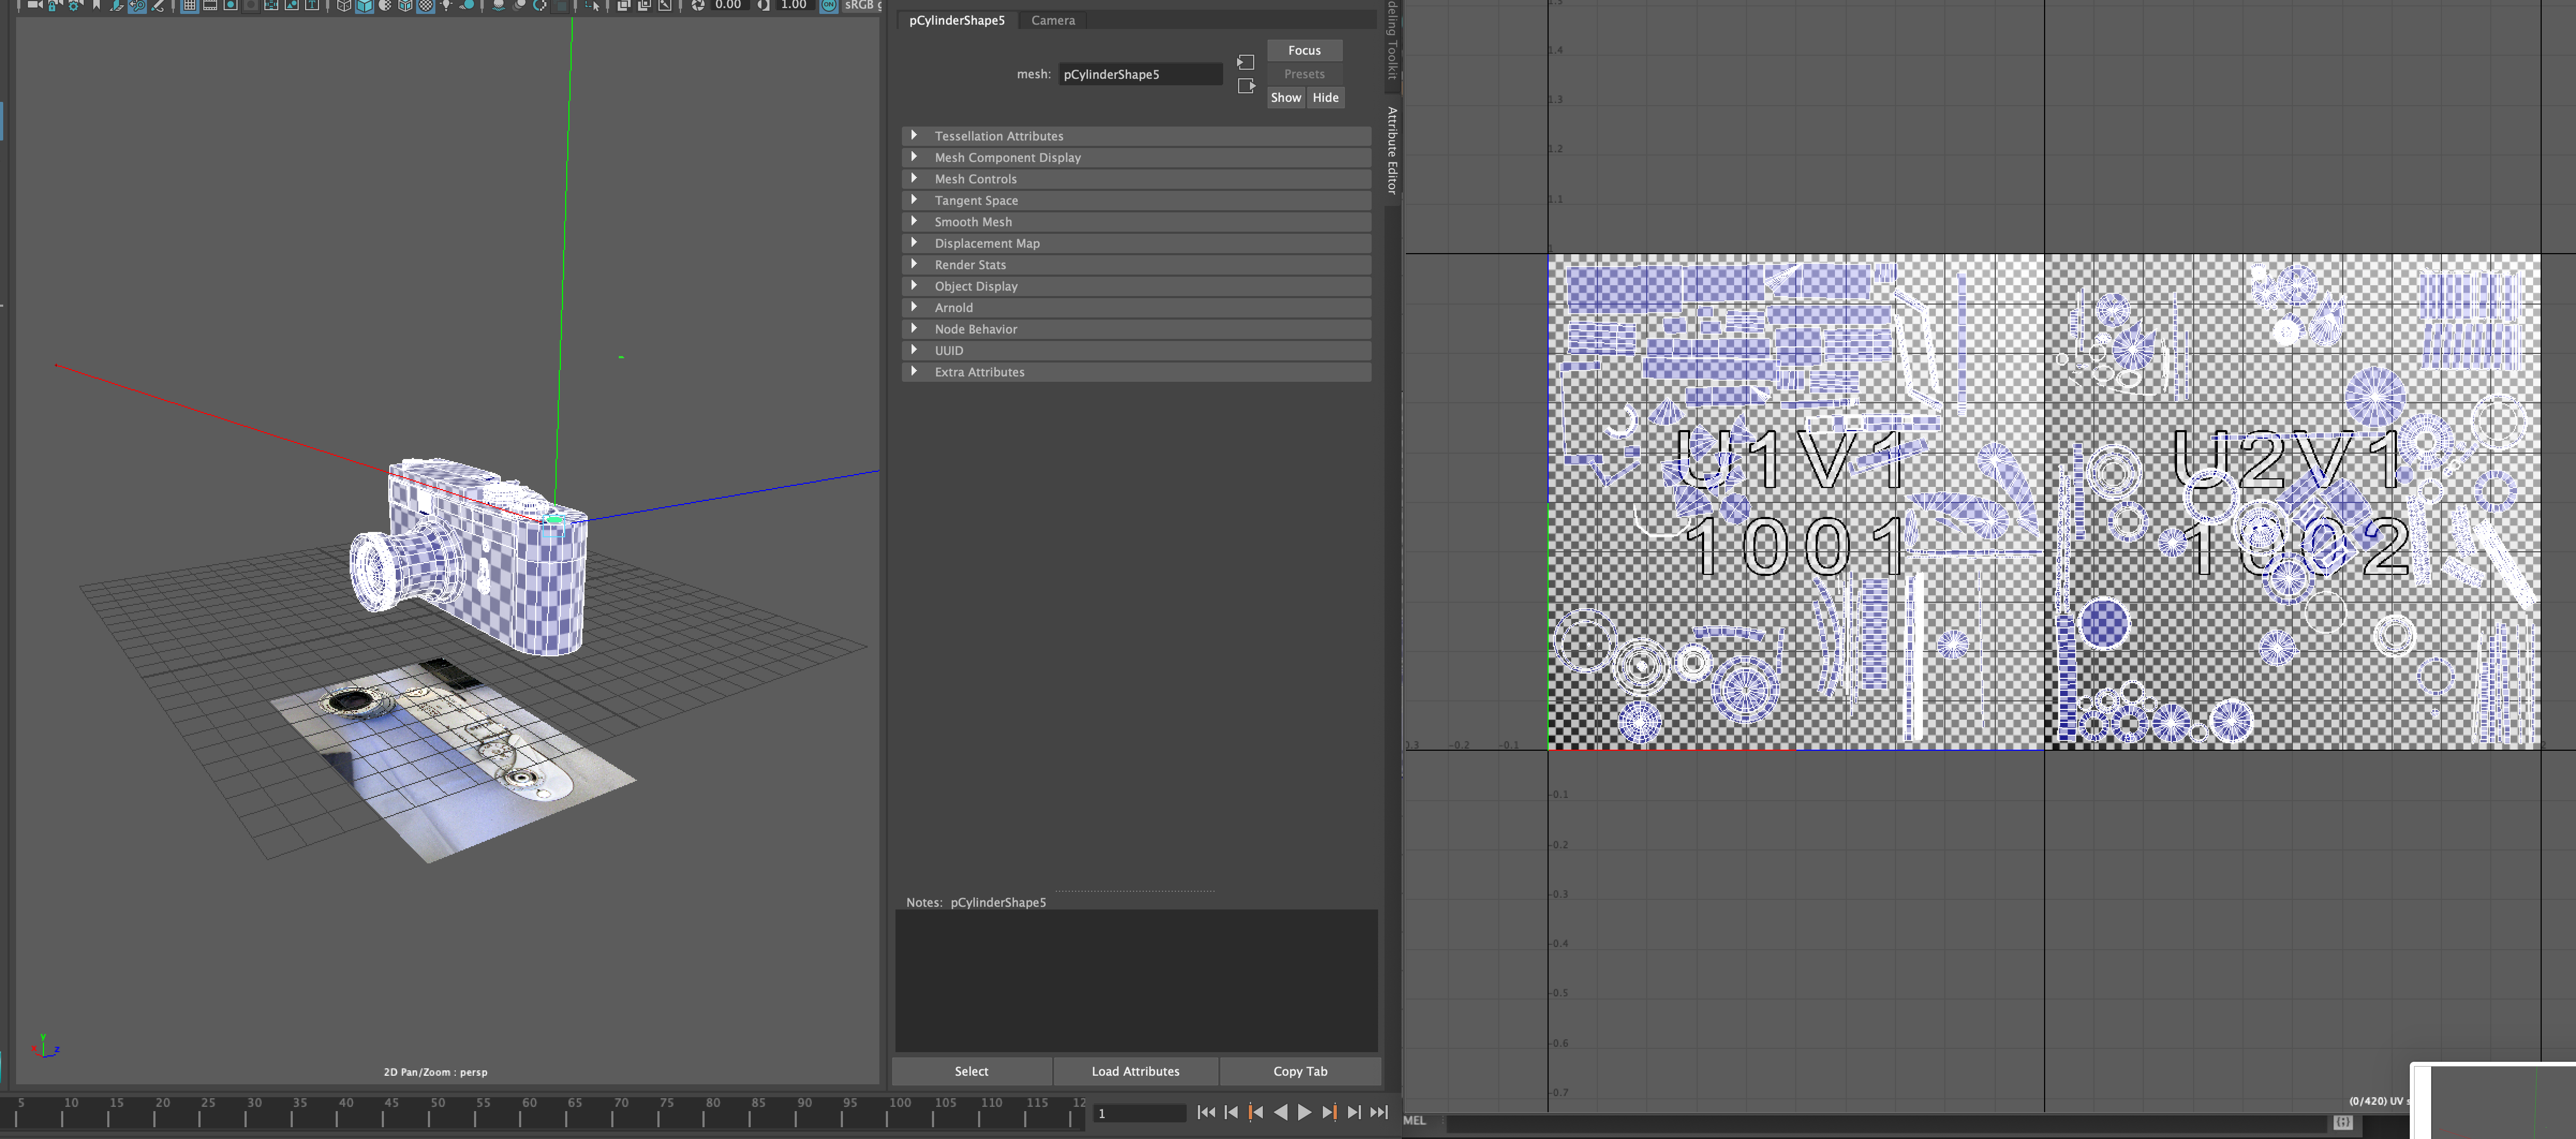 0.00 1.00 ON sRGB g
pCylinderShape5 Camera
Focus
mesh: pCylinderShape5
Presets
Show Hide
Tessellation Attributes
Mesh Component Display
Mesh Controls
Tangent Space
Smooth Mesh
Displacement Map
Render Stats
Object Display
Arnold
Node Behavior
UUID
Extra Attributes
Notes: pCylinderShape5
Select Load Attributes Copy Tab
deling Toolkit
Attribute Editor
y
z
2D Pan/Zoom : persp
5 10 15 20 25 30 35 40 45 50 55 60 65 70 75 80 85 90 95 100 105 110 115 12
1
1.4
1.3
1.2
1.1
1
U1V1 U2V1
1001 1002
0.3 -0.2 -0.1
-0.1
-0.2
-0.3
-0.4
-0.5
-0.6
-0.7
(0/420) UV s
MEL